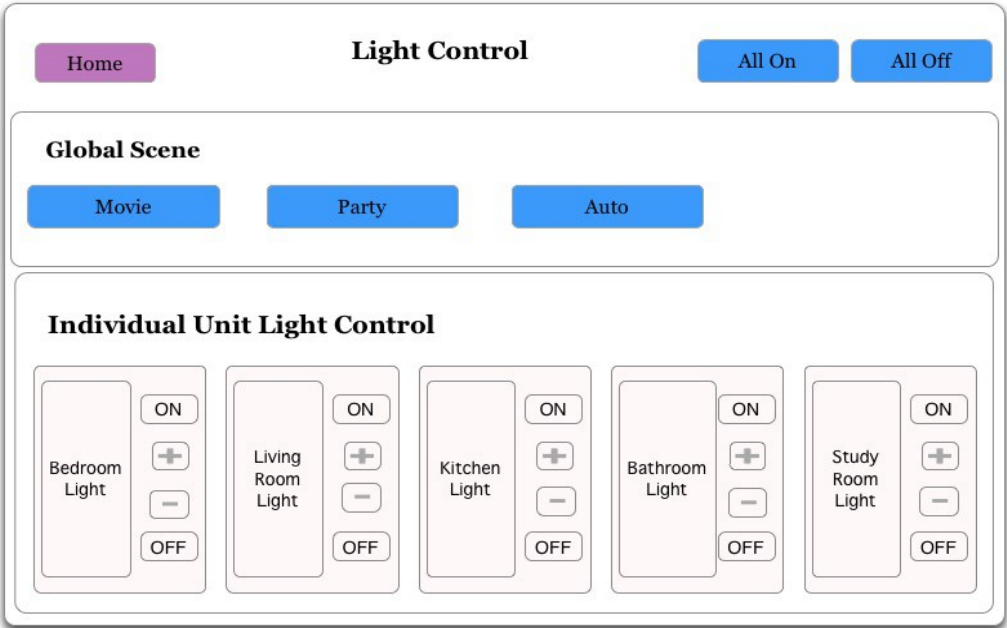 Home
Light Control
All On
All Off
Global Scene
Movie
Party
Auto
Individual Unit Light Control
Bedroom
Light
ON
+
-
OFF
Living
Room
Light
ON
+
-
OFF
Kitchen
Light
ON
+
-
OFF
Bathroom
Light
ON
+
-
OFF
Study
Room
Light
ON
+
-
OFF